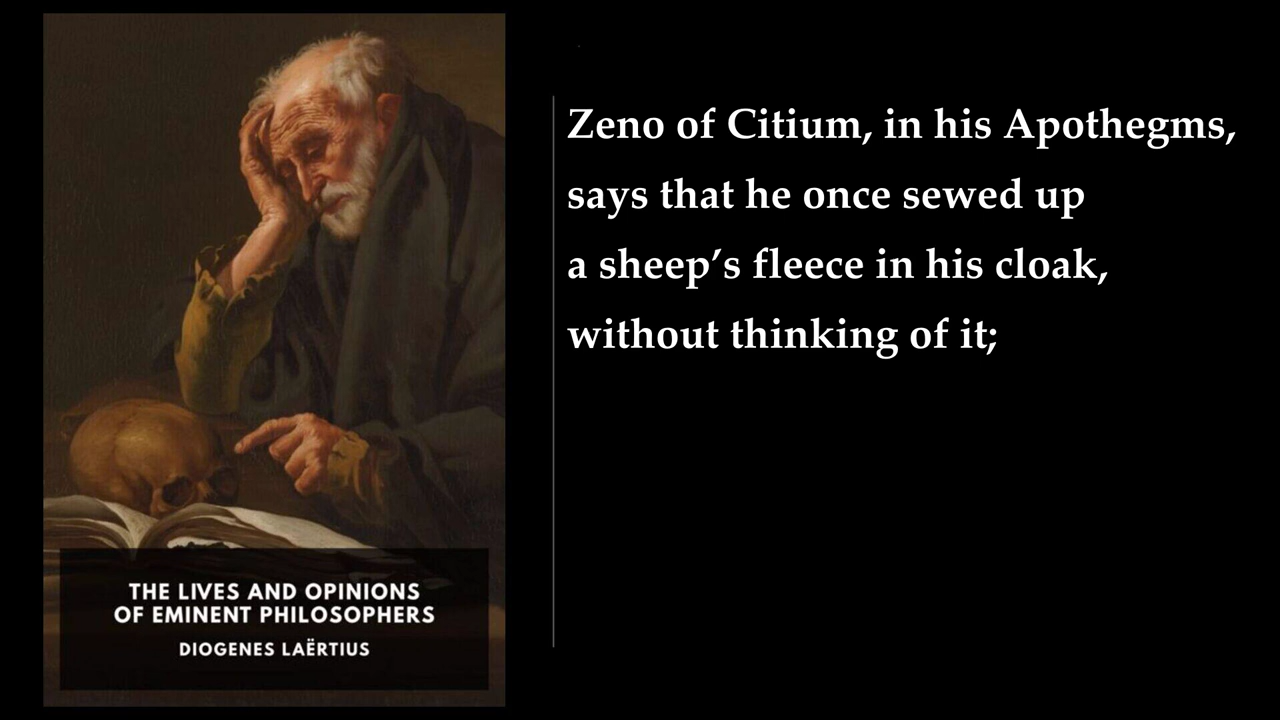 THE LIVES AND OPINIONS
OF EMINENT PHILOSOPHERS
DIOGENES LAËRTIUS
Zeno of Citium, in his Apothegms,
says that he once sewed up
a sheep’s fleece in his cloak,
without thinking of it;